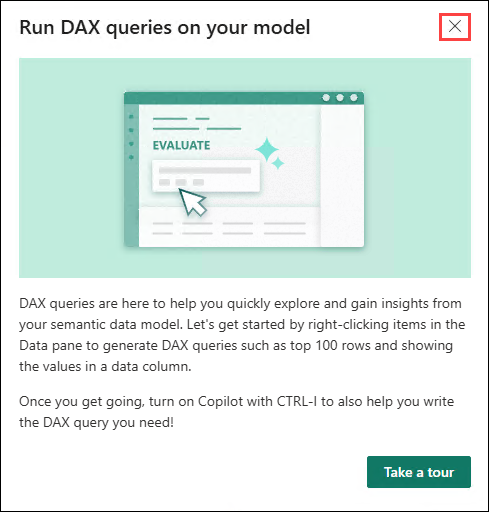 Run DAX queries on your model
EVALUATE
DAX queries are here to help you quickly explore and gain insights from
your semantic data model. Let's get started by right-clicking items in the
Data pane to generate DAX queries such as top 100 rows and showing
the values in a data column.
Once you get going, turn on Copilot with CTRL-I to also help you write
the DAX query you need!
Take a tour